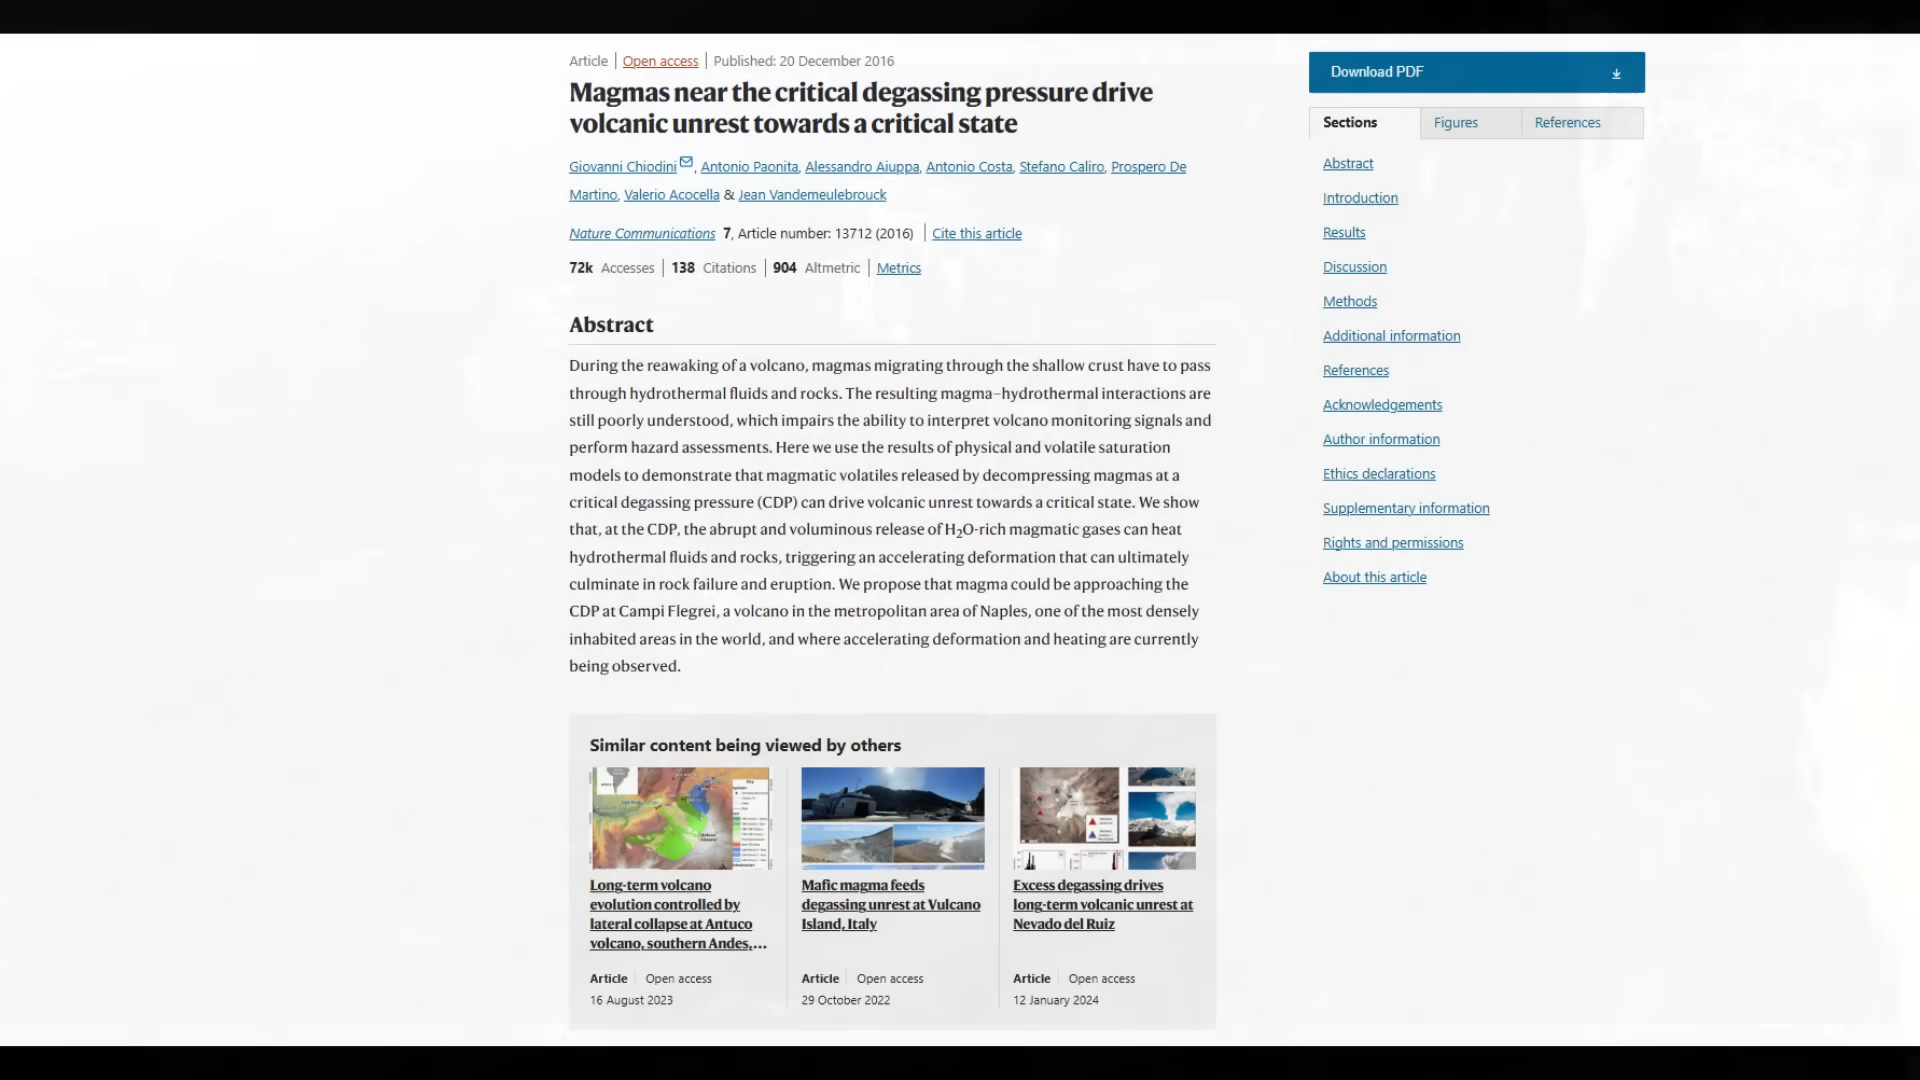 Article | Open access | Published: 20 December 2016
Magmas near the critical degassing pressure drive
volcanic unrest towards a critical state
Giovanni Chiodini, Antonio Paonita, Alessandro Aiuppa, Antonio Costa, Stefano Caliro, Prospero De
Martino, Valerio Acocella & Jean Vandemeulebrouck
Nature Communications 7, Article number: 13712 (2016) | Cite this article
72k Accesses | 138 Citations | 904 Altmetric | Metrics
Abstract
During the reawaking of a volcano, magmas migrating through the shallow crust have to pass
through hydrothermal fluids and rocks. The resulting magma–hydrothermal interactions are
still poorly understood, which impairs the ability to interpret volcano monitoring signals and
perform hazard assessments. Here we use the results of physical and volatile saturation
models to demonstrate that magmatic volatiles released by decompressing magmas at a
critical degassing pressure (CDP) can drive volcanic unrest towards a critical state. We show
that, at the CDP, the abrupt and voluminous release of H₂O-rich magmatic gases can heat
hydrothermal fluids and rocks, triggering an accelerating deformation that can ultimately
culminate in rock failure and eruption. We propose that magma could be approaching the
CDP at Campi Flegrei, a volcano in the metropolitan area of Naples, one of the most densely
inhabited areas in the world, and where accelerating deformation and heating are currently
being observed.
Similar content being viewed by others
Long-term volcano
evolution controlled by
lateral collapse at Antuco
volcano, southern Andes,…
Article Open access
16 August 2023
Mafic magma feeds
degassing unrest at Vulcano
Island, Italy
Article Open access
29 October 2022
Excess degassing drives
long-term volcanic unrest at
Nevado del Ruiz
Article Open access
12 January 2024
Download PDF
Sections Figures References
Abstract
Introduction
Results
Discussion
Methods
Additional information
References
Acknowledgements
Author information
Ethics declarations
Supplementary information
Rights and permissions
About this article